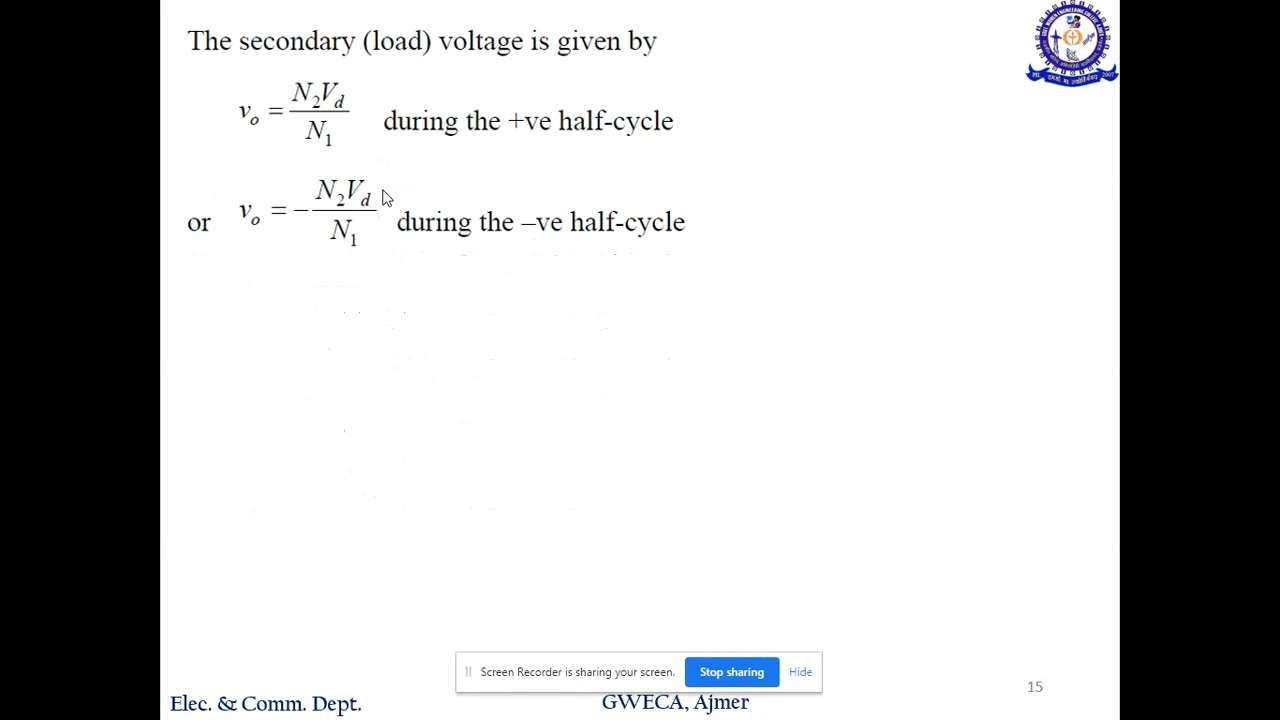 The secondary (load) voltage is given by
v_o = N_2V_d / N_1 during the +ve half-cycle
or v_o = − N_2V_d / N_1 during the –ve half-cycle
Screen Recorder is sharing your screen. Stop sharing Hide
15
Elec. & Comm. Dept. GWECA, Ajmer